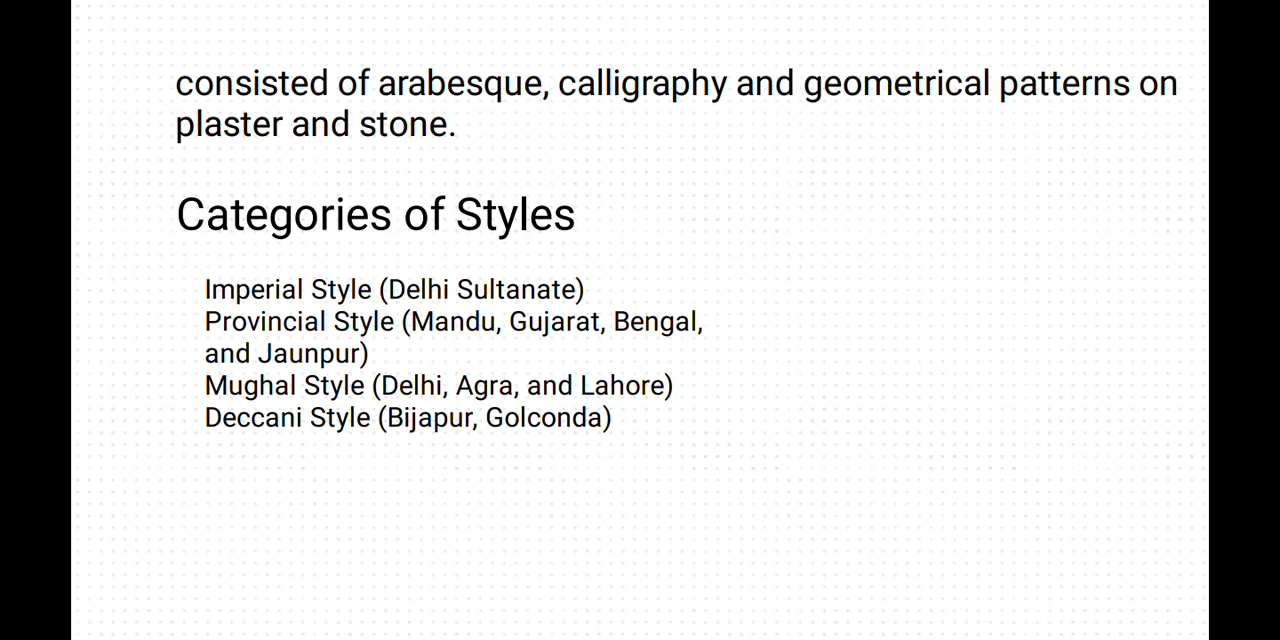 consisted of arabesque, calligraphy and geometrical patterns on
plaster and stone.
Categories of Styles
Imperial Style (Delhi Sultanate)
Provincial Style (Mandu, Gujarat, Bengal,
and Jaunpur)
Mughal Style (Delhi, Agra, and Lahore)
Deccani Style (Bijapur, Golconda)